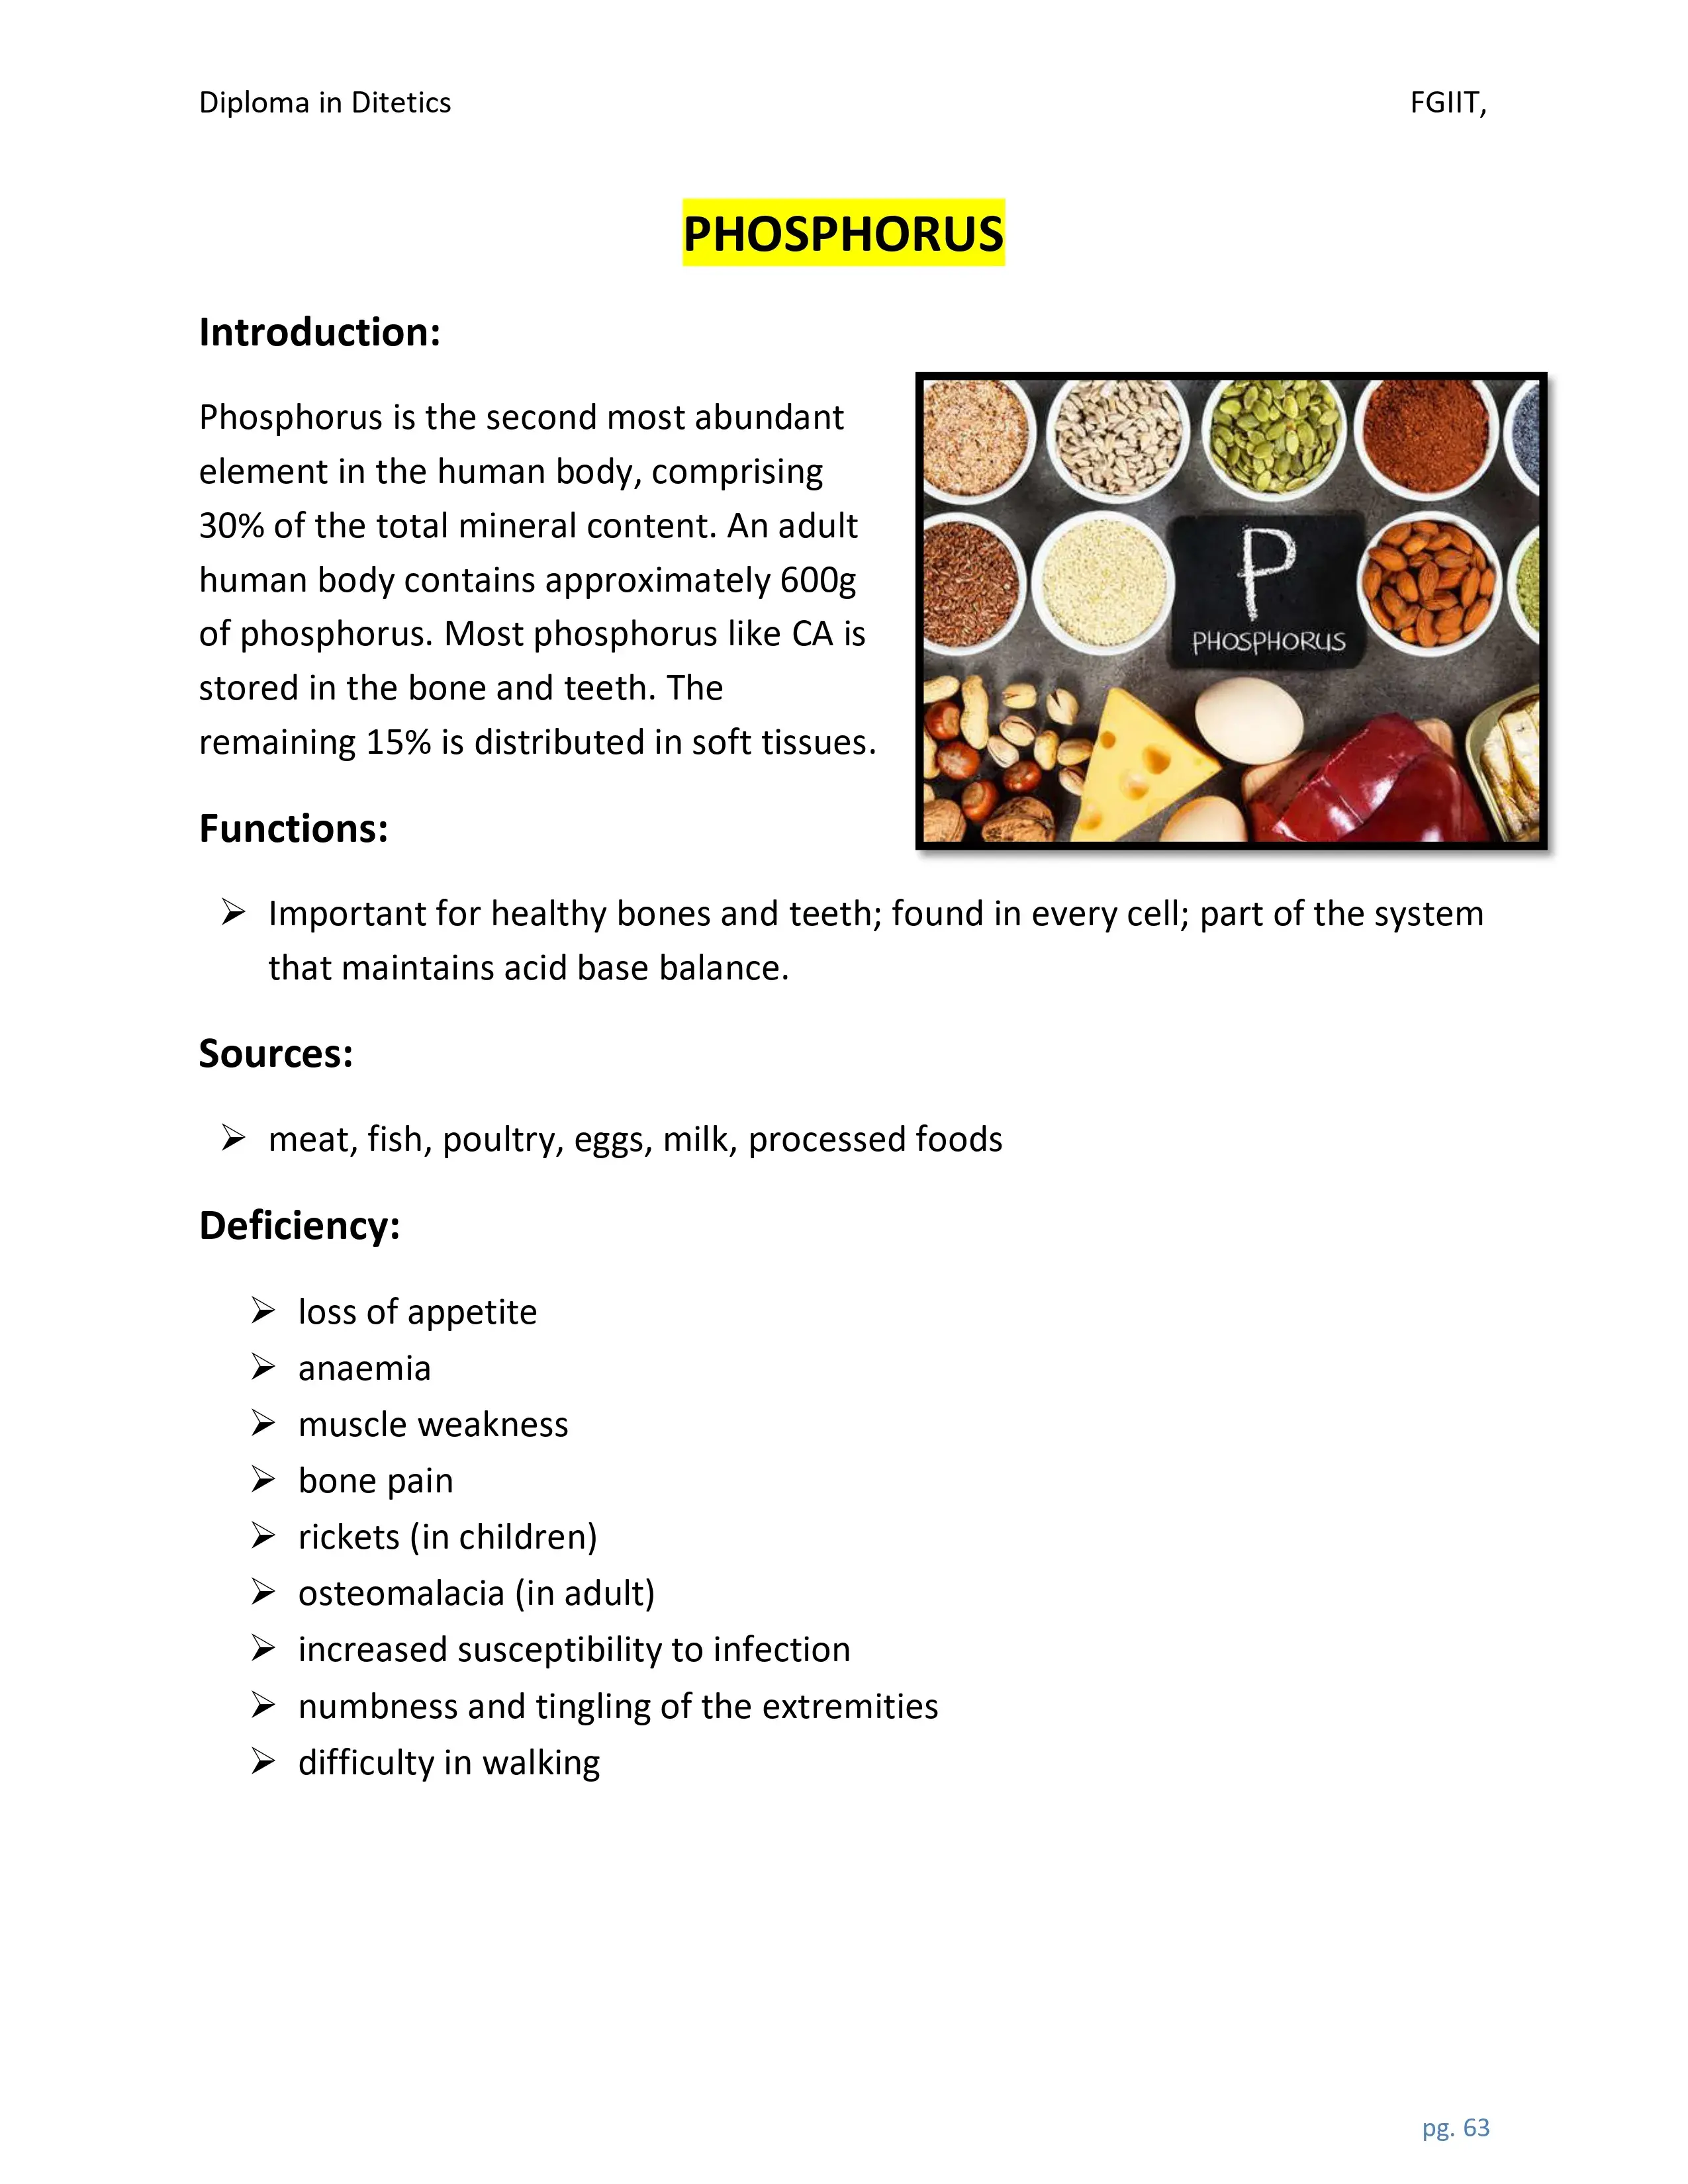 Diploma in Ditetics FGIIT,
PHOSPHORUS
Introduction:
Phosphorus is the second most abundant
element in the human body, comprising
30% of the total mineral content. An adult
human body contains approximately 600g
of phosphorus. Most phosphorus like CA is
stored in the bone and teeth. The
remaining 15% is distributed in soft tissues.
P
PHOSPHORUS
Functions:
➢ Important for healthy bones and teeth; found in every cell; part of the system
that maintains acid base balance.
Sources:
➢ meat, fish, poultry, eggs, milk, processed foods
Deficiency:
➢ loss of appetite
➢ anaemia
➢ muscle weakness
➢ bone pain
➢ rickets (in children)
➢ osteomalacia (in adult)
➢ increased susceptibility to infection
➢ numbness and tingling of the extremities
➢ difficulty in walking
pg. 63